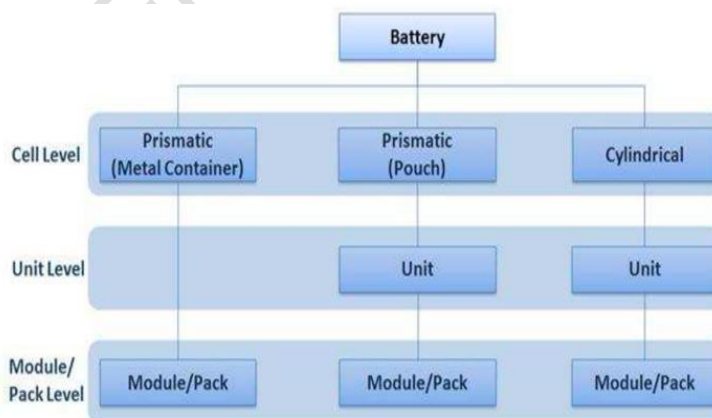 Battery
Cell Level
Prismatic
(Metal Container)
Prismatic
(Pouch)
Cylindrical
Unit Level
Unit
Unit
Module/
Pack Level
Module/Pack
Module/Pack
Module/Pack